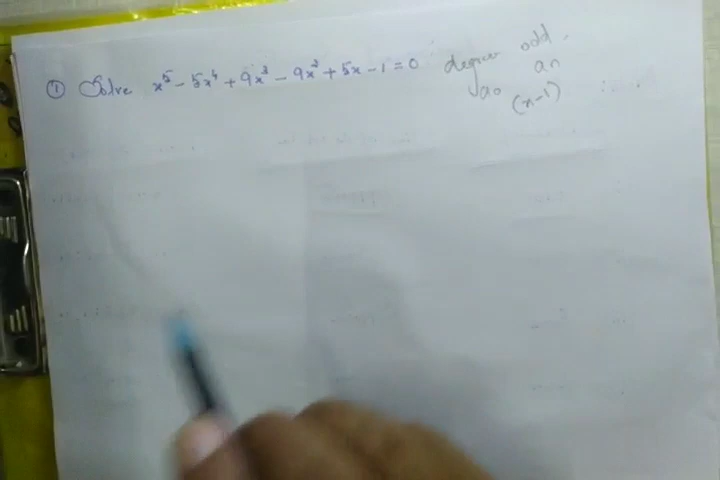 ① Solve x⁵ - 5x⁴ + 9x³ - 9x² + 5x - 1 = 0 degree odd.
a₀ aₙ
(x-1)